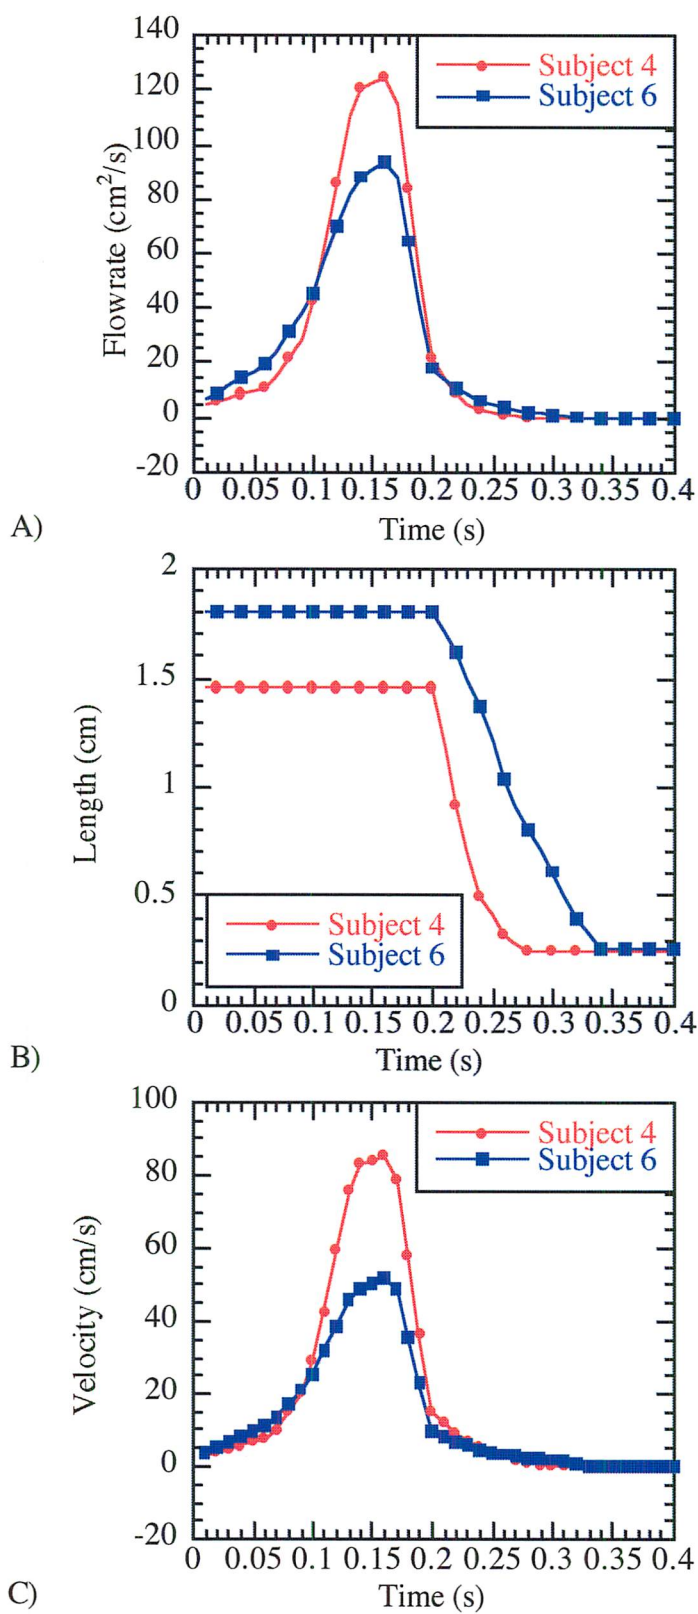 140
120
100
80
60
40
20
0
-20
Flowrate (cm²/s)
Subject 4
Subject 6
0 0.05 0.1 0.15 0.2 0.25 0.3 0.35 0.4
A)
Time (s)
2
1.5
1
0.5
0
Length (cm)
Subject 4
Subject 6
0 0.05 0.1 0.15 0.2 0.25 0.3 0.35 0.4
B)
Time (s)
100
80
60
40
20
0
-20
Velocity (cm/s)
Subject 4
Subject 6
0 0.05 0.1 0.15 0.2 0.25 0.3 0.35 0.4
C)
Time (s)